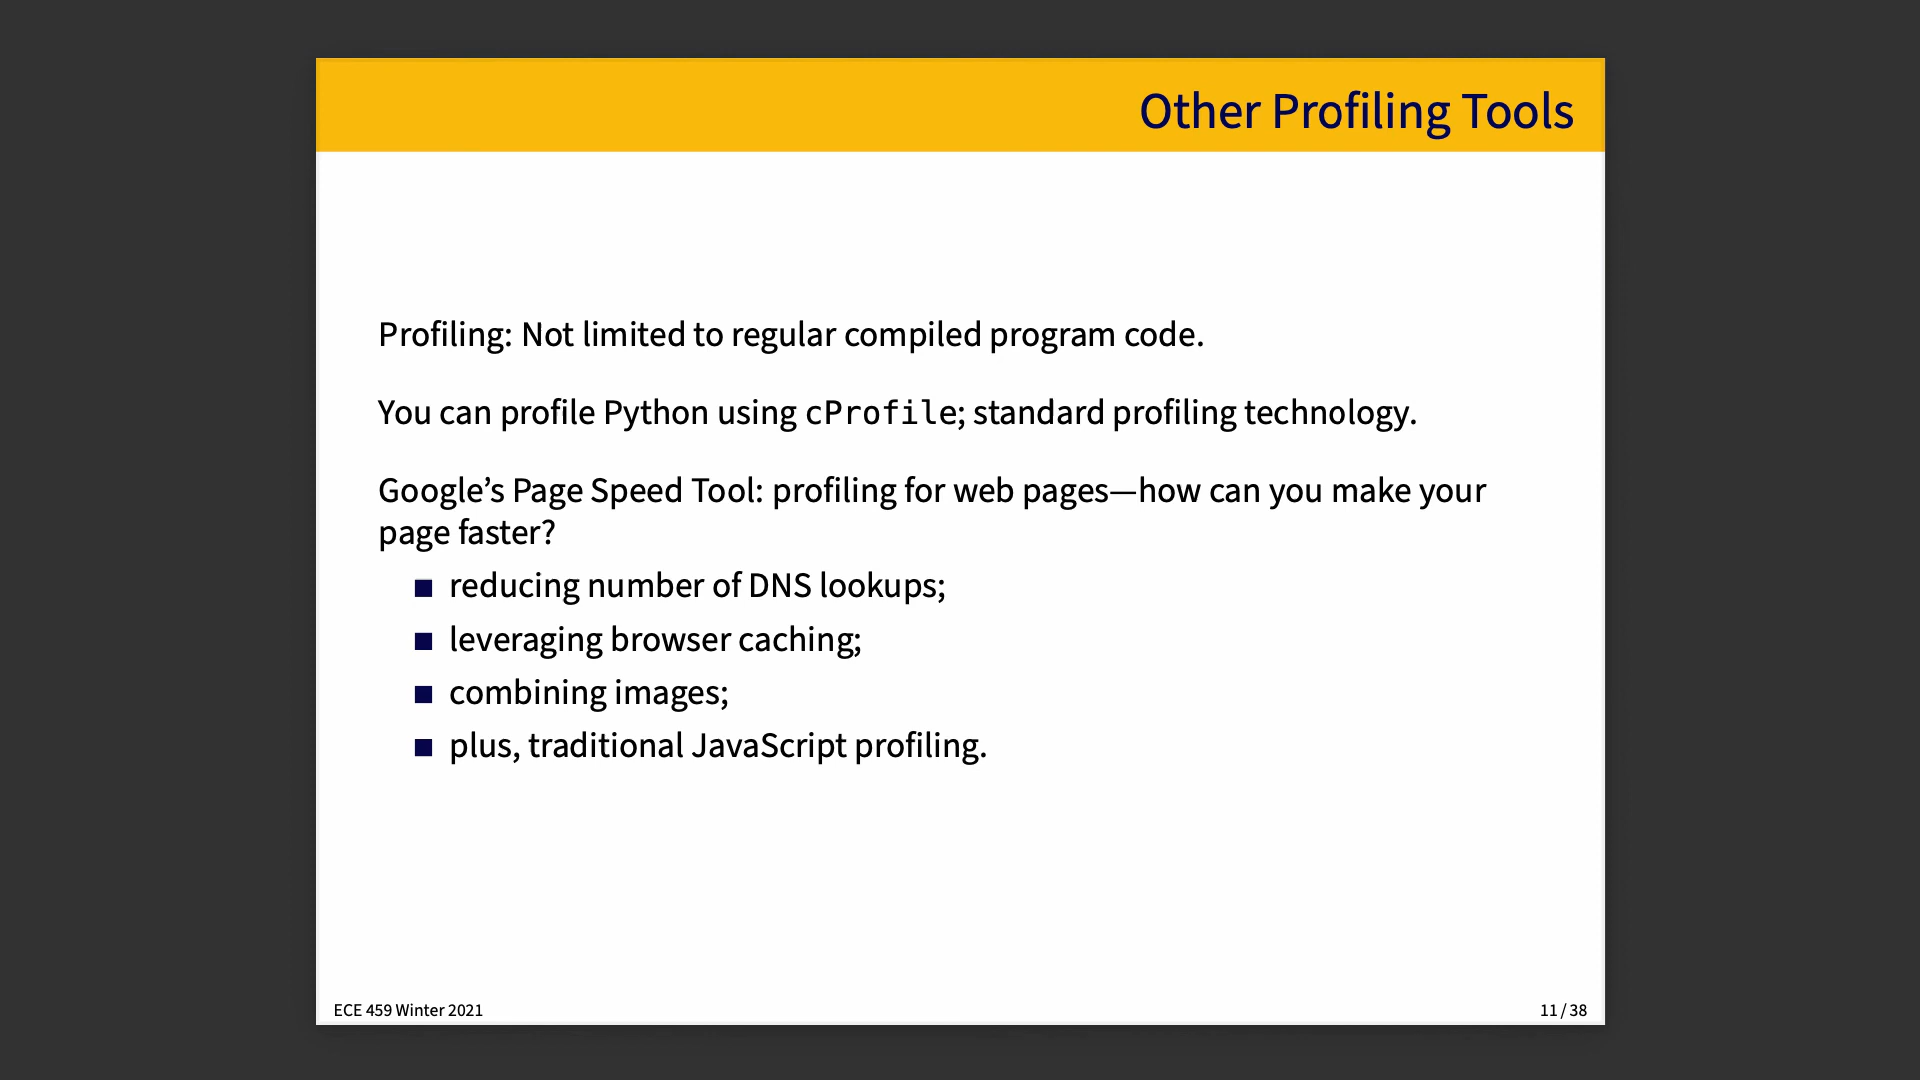 Other Profiling Tools
Profiling: Not limited to regular compiled program code.
You can profile Python using cProfile; standard profiling technology.
Google’s Page Speed Tool: profiling for web pages—how can you make your
page faster?
reducing number of DNS lookups;
leveraging browser caching;
combining images;
plus, traditional JavaScript profiling.
ECE 459 Winter 2021
11 / 38